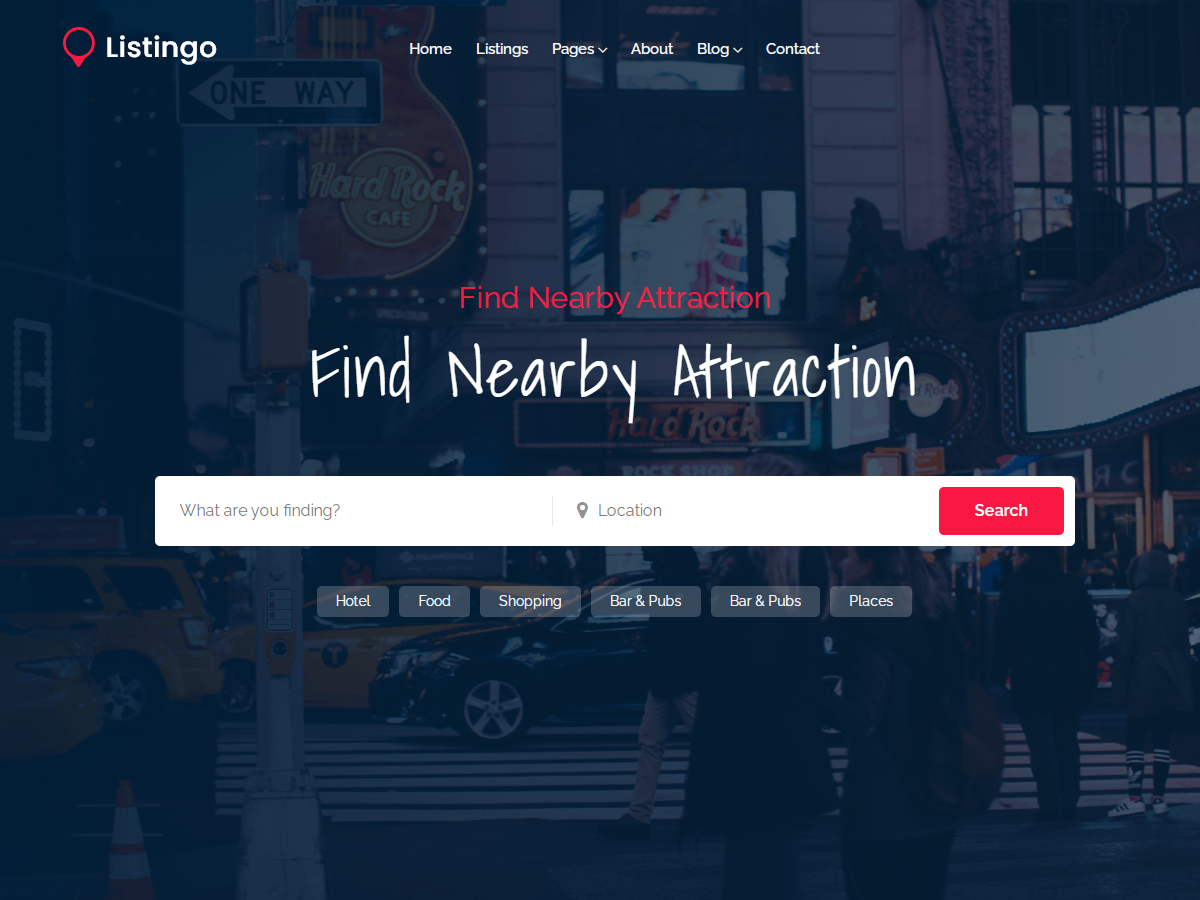 Listingo
Home Listings Pages About Blog Contact
ONE WAY
Hard Rock
CAFE
Find Nearby Attraction
Find Nearby Attraction
Hard Rock
ROCK SHOP
What are you finding? Location Search
SQUARESPACE
Hotel Food Shopping Bar & Pubs Bar & Pubs Places
T